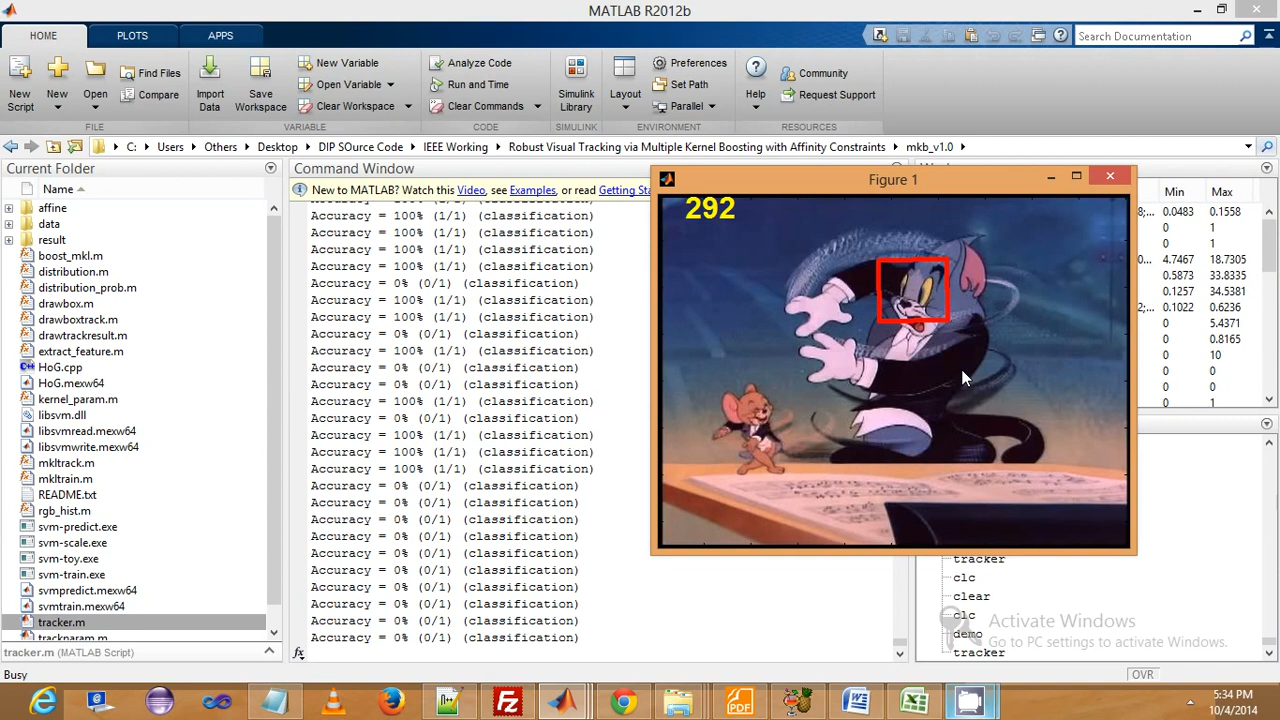 MATLAB R2012b
HOME PLOTS APPS Search Documentation
New Script New Open Find Files Compare Import Data Save Workspace New Variable Open Variable Clear Workspace Analyze Code Run and Time Clear Commands Simulink Library Layout Preferences Set Path Parallel Help Community Request Support
FILE VARIABLE CODE SIMULINK ENVIRONMENT RESOURCES
C: Users Others Desktop DIP SOurce Code IEEE Working Robust Visual Tracking via Multiple Kernel Boosting with Affinity Constraints mkb_v1.0
Current Folder
Name
affine
data
result
boost_mkl.m
distribution.m
distribution_prob.m
drawbox.m
drawboxtrack.m
drawtrackresult.m
extract_feature.m
HoG.cpp
HoG.mexw64
kernel_param.m
libsvm.dll
libsvmread.mexw64
libsvmwrite.mexw64
mkltrack.m
mkltrain.m
README.txt
rgb_hist.m
svm-predict.exe
svm-scale.exe
svm-toy.exe
svm-train.exe
svmpredict.mexw64
svmtrain.mexw64
tracker.m
trackparam.m
tracker.m (MATLAB Script)
Busy
Command Window
New to MATLAB? Watch this Video, see Examples, or read Getting Sta
Accuracy = 100% (1/1) (classification)
Accuracy = 100% (1/1) (classification)
Accuracy = 100% (1/1) (classification)
Accuracy = 100% (1/1) (classification)
Accuracy = 0% (0/1) (classification)
Accuracy = 100% (1/1) (classification)
Accuracy = 100% (1/1) (classification)
Accuracy = 0% (0/1) (classification)
Accuracy = 100% (1/1) (classification)
Accuracy = 0% (0/1) (classification)
Accuracy = 0% (0/1) (classification)
Accuracy = 100% (1/1) (classification)
Accuracy = 0% (0/1) (classification)
Accuracy = 100% (1/1) (classification)
Accuracy = 100% (1/1) (classification)
Accuracy = 100% (1/1) (classification)
Accuracy = 0% (0/1) (classification)
Accuracy = 0% (0/1) (classification)
Accuracy = 0% (0/1) (classification)
Accuracy = 0% (0/1) (classification)
Accuracy = 0% (0/1) (classification)
Accuracy = 0% (0/1) (classification)
Accuracy = 0% (0/1) (classification)
Accuracy = 0% (0/1) (classification)
Accuracy = 0% (0/1) (classification)
Accuracy = 0% (0/1) (classification)
fx
Figure 1
292
Min Max
8;... 0.0483 0.1558
0 1
0 1
4.7467 18.7305
0.5873 33.8335
0.1257 34.5381
2;... 0.1022 0.6236
0 5.4371
0 0.8165
0 10
0 0
0 0
0 1
tracker
clc
clear
clc
demo
tracker
Activate Windows
Go to PC settings to activate Windows.
OVR
5:34 PM
10/4/2014